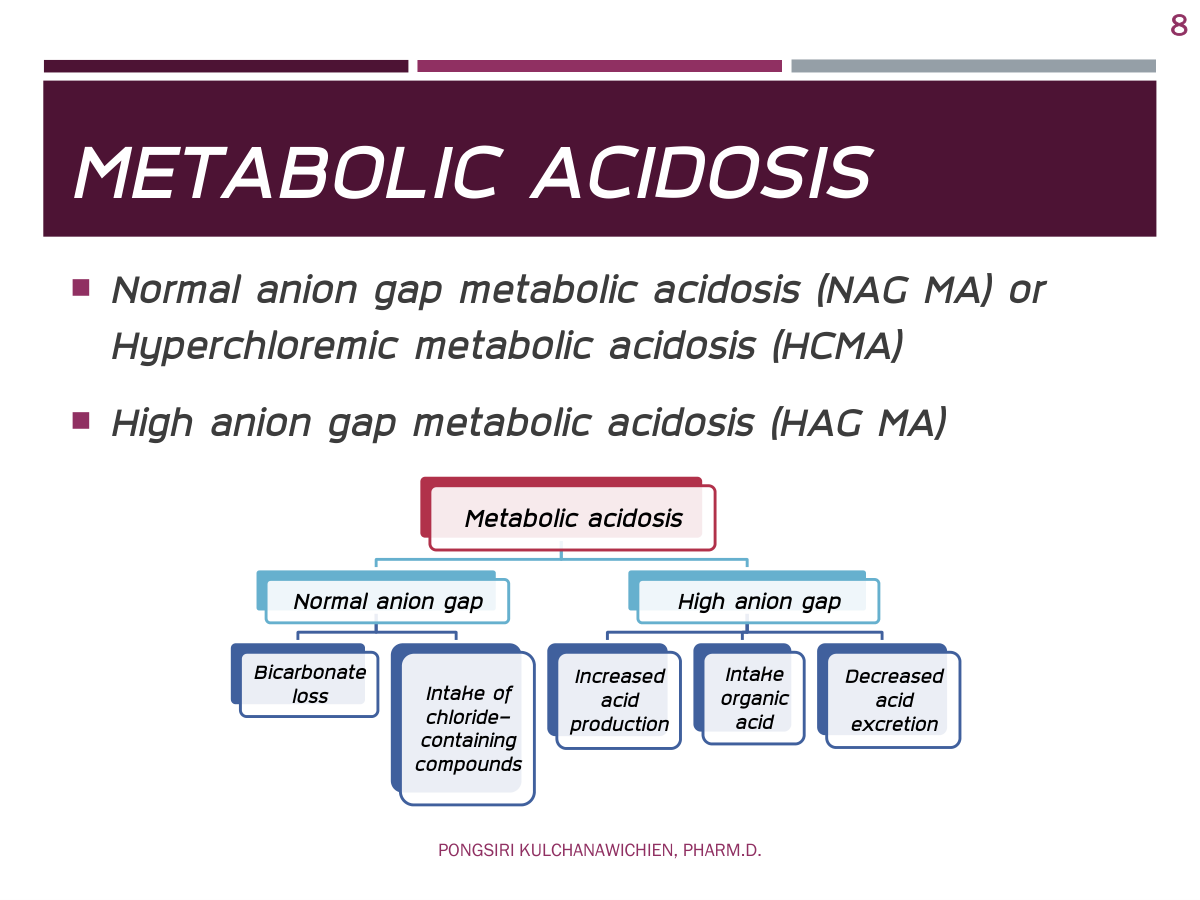 8
METABOLIC ACIDOSIS
■ Normal anion gap metabolic acidosis (NAG MA) or
Hyperchloremic metabolic acidosis (HCMA)
■ High anion gap metabolic acidosis (HAG MA)
Metabolic acidosis
Normal anion gap
High anion gap
Bicarbonate
loss
Intake of
chloride–
containing
compounds
Increased
acid
production
Intake
organic
acid
Decreased
acid
excretion
PONGSIRI KULCHANAWICHIEN, PHARM.D.